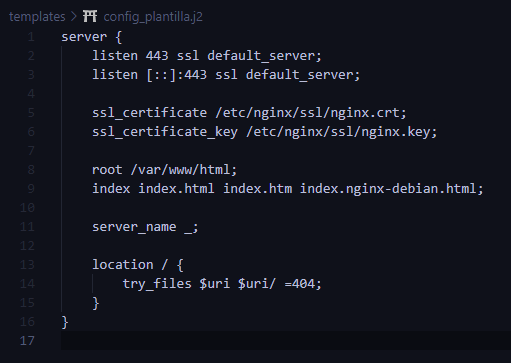 templates > config_plantilla.j2
1 server {
2     listen 443 ssl default_server;
3     listen [::]:443 ssl default_server;
4
5     ssl_certificate /etc/nginx/ssl/nginx.crt;
6     ssl_certificate_key /etc/nginx/ssl/nginx.key;
7
8     root /var/www/html;
9     index index.html index.htm index.nginx-debian.html;
10
11     server_name _;
12
13     location / {
14         try_files $uri $uri/ =404;
15     }
16 }
17